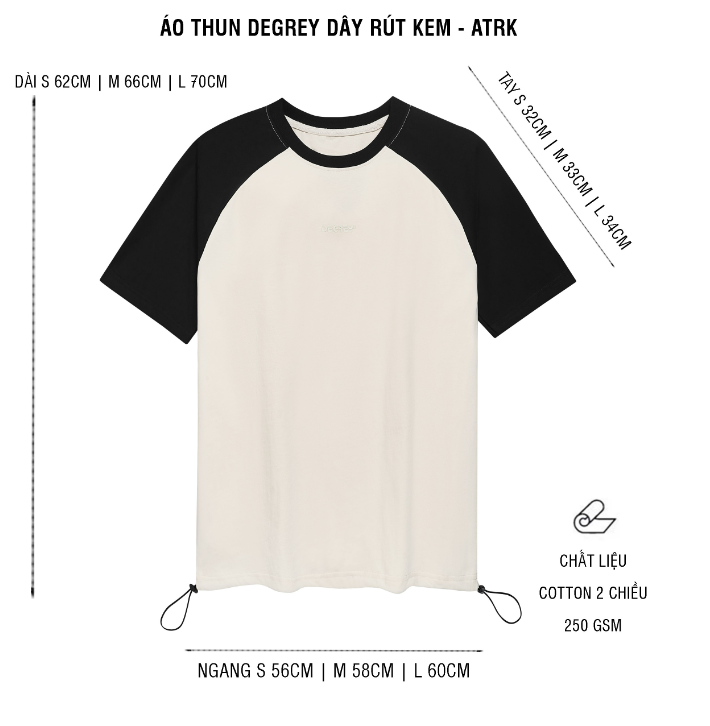 ÁO THUN DEGREY DÂY RÚT KEM - ATRK
DÀI S 62CM | M 66CM | L 70CM
TAY S 32CM | M 33CM | L 34CM
CHẤT LIỆU
COTTON 2 CHIỀU
250 GSM
NGANG S 56CM | M 58CM | L 60CM